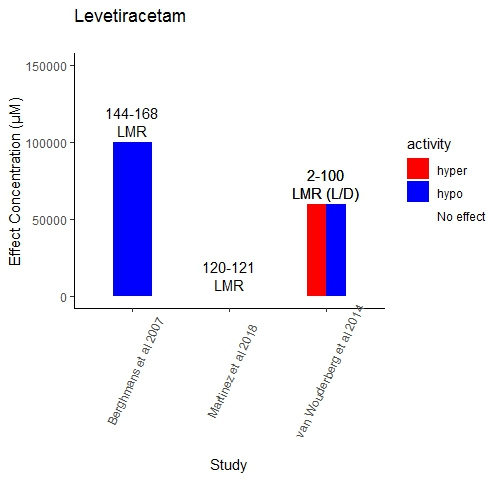 Levetiracetam
Effect Concentration (µM)
150000
100000
50000
0
144-168
LMR
120-121
LMR
2-100
LMR (L/D)
Berghmans et al 2007
Martinez et al 2018
van Wouderberg et al 2014
Study
activity
hyper
hypo
No effect